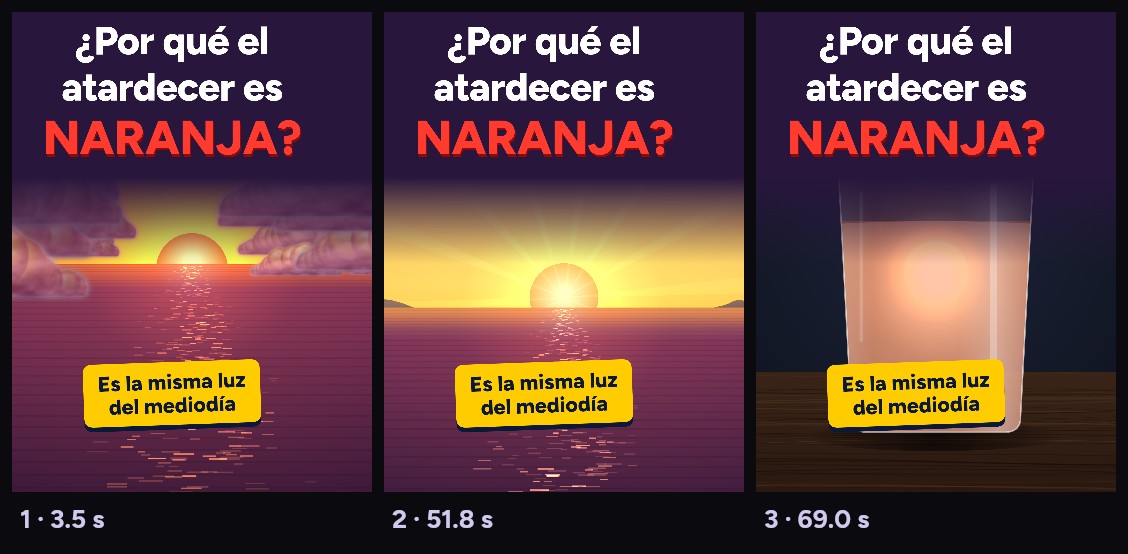 ¿Por qué el
atardecer es
NARANJA?
Es la misma luz
del mediodía
1 · 3.5 s
¿Por qué el
atardecer es
NARANJA?
Es la misma luz
del mediodía
2 · 51.8 s
¿Por qué el
atardecer es
NARANJA?
Es la misma luz
del mediodía
3 · 69.0 s